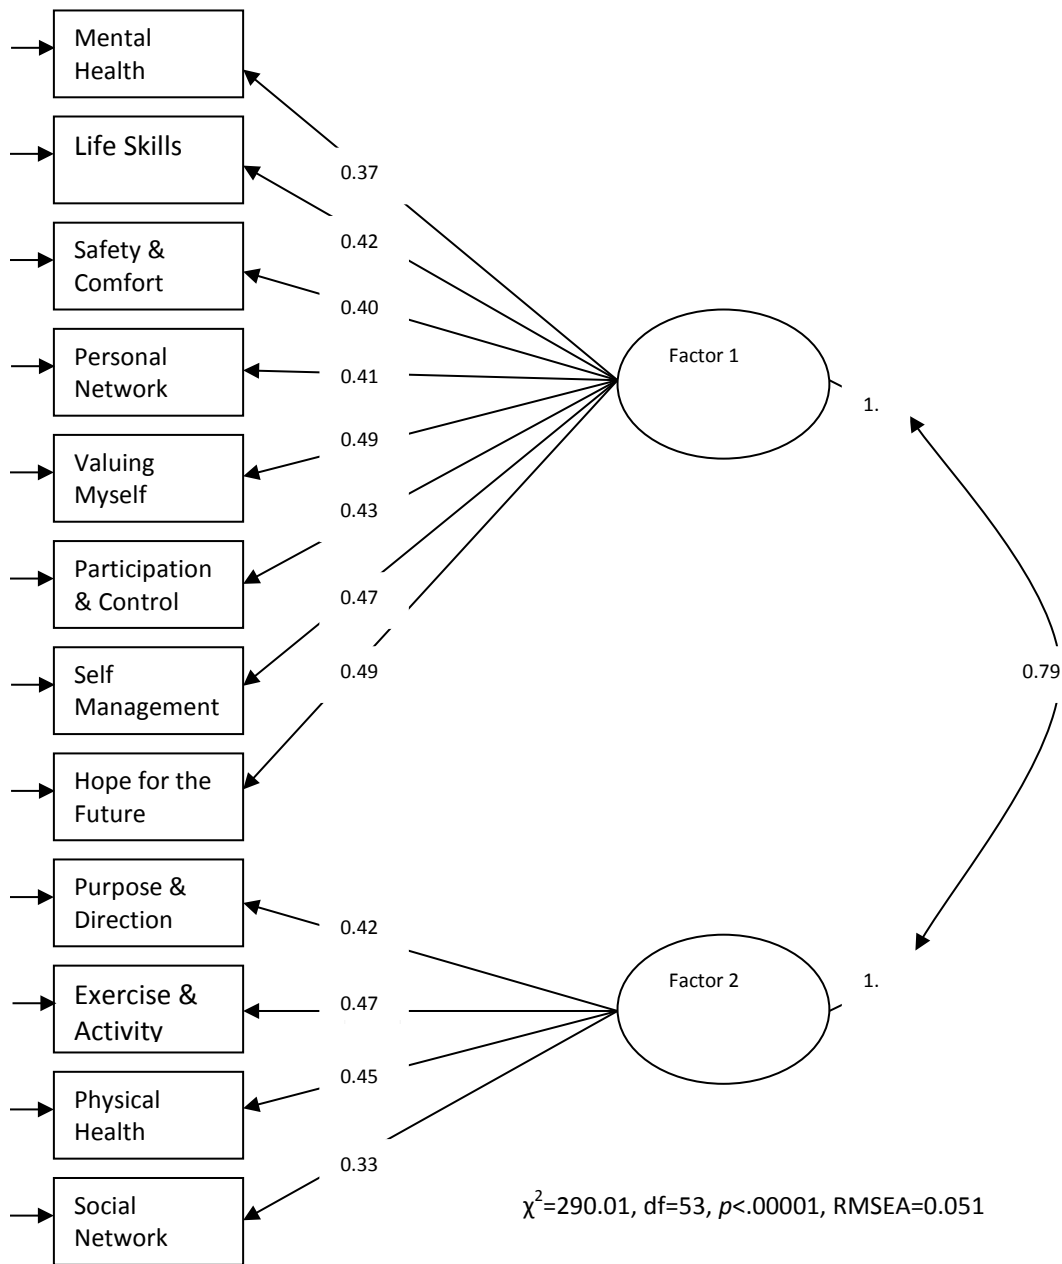 Mental
Health
0.37
Life Skills
0.42
Safety &
Comfort
0.40
Personal
Network
0.41
Valuing
Myself
0.49
Participation
& Control
0.43
Self
Management
0.47
Hope for the
Future
0.49
Factor 1
1.
0.79
Purpose &
Direction
0.42
Exercise &
Activity
0.47
Physical
Health
0.45
Social
Network
0.33
Factor 2
1.
χ²=290.01, df=53, p<.00001, RMSEA=0.051